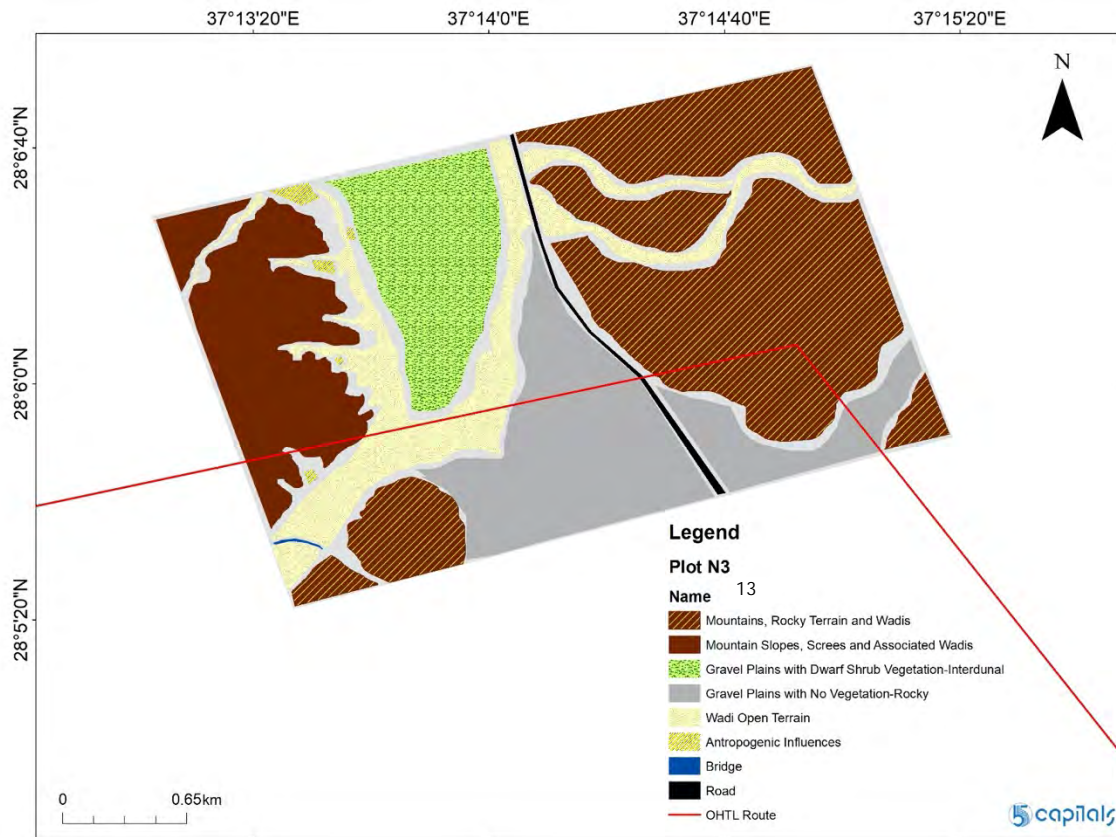 37°13'20"E
37°14'0"E
37°14'40"E
37°15'20"E
N
28°6'40"N
28°6'0"N
28°5'20"N
Legend
Plot N3
Name
13
Mountains, Rocky Terrain and Wadis
Mountain Slopes, Screes and Associated Wadis
Gravel Plains with Dwarf Shrub Vegetation-Interdunal
Gravel Plains with No Vegetation-Rocky
Wadi Open Terrain
Antropogenic Influences
Bridge
Road
OHTL Route
0
0.65km
5 capitals